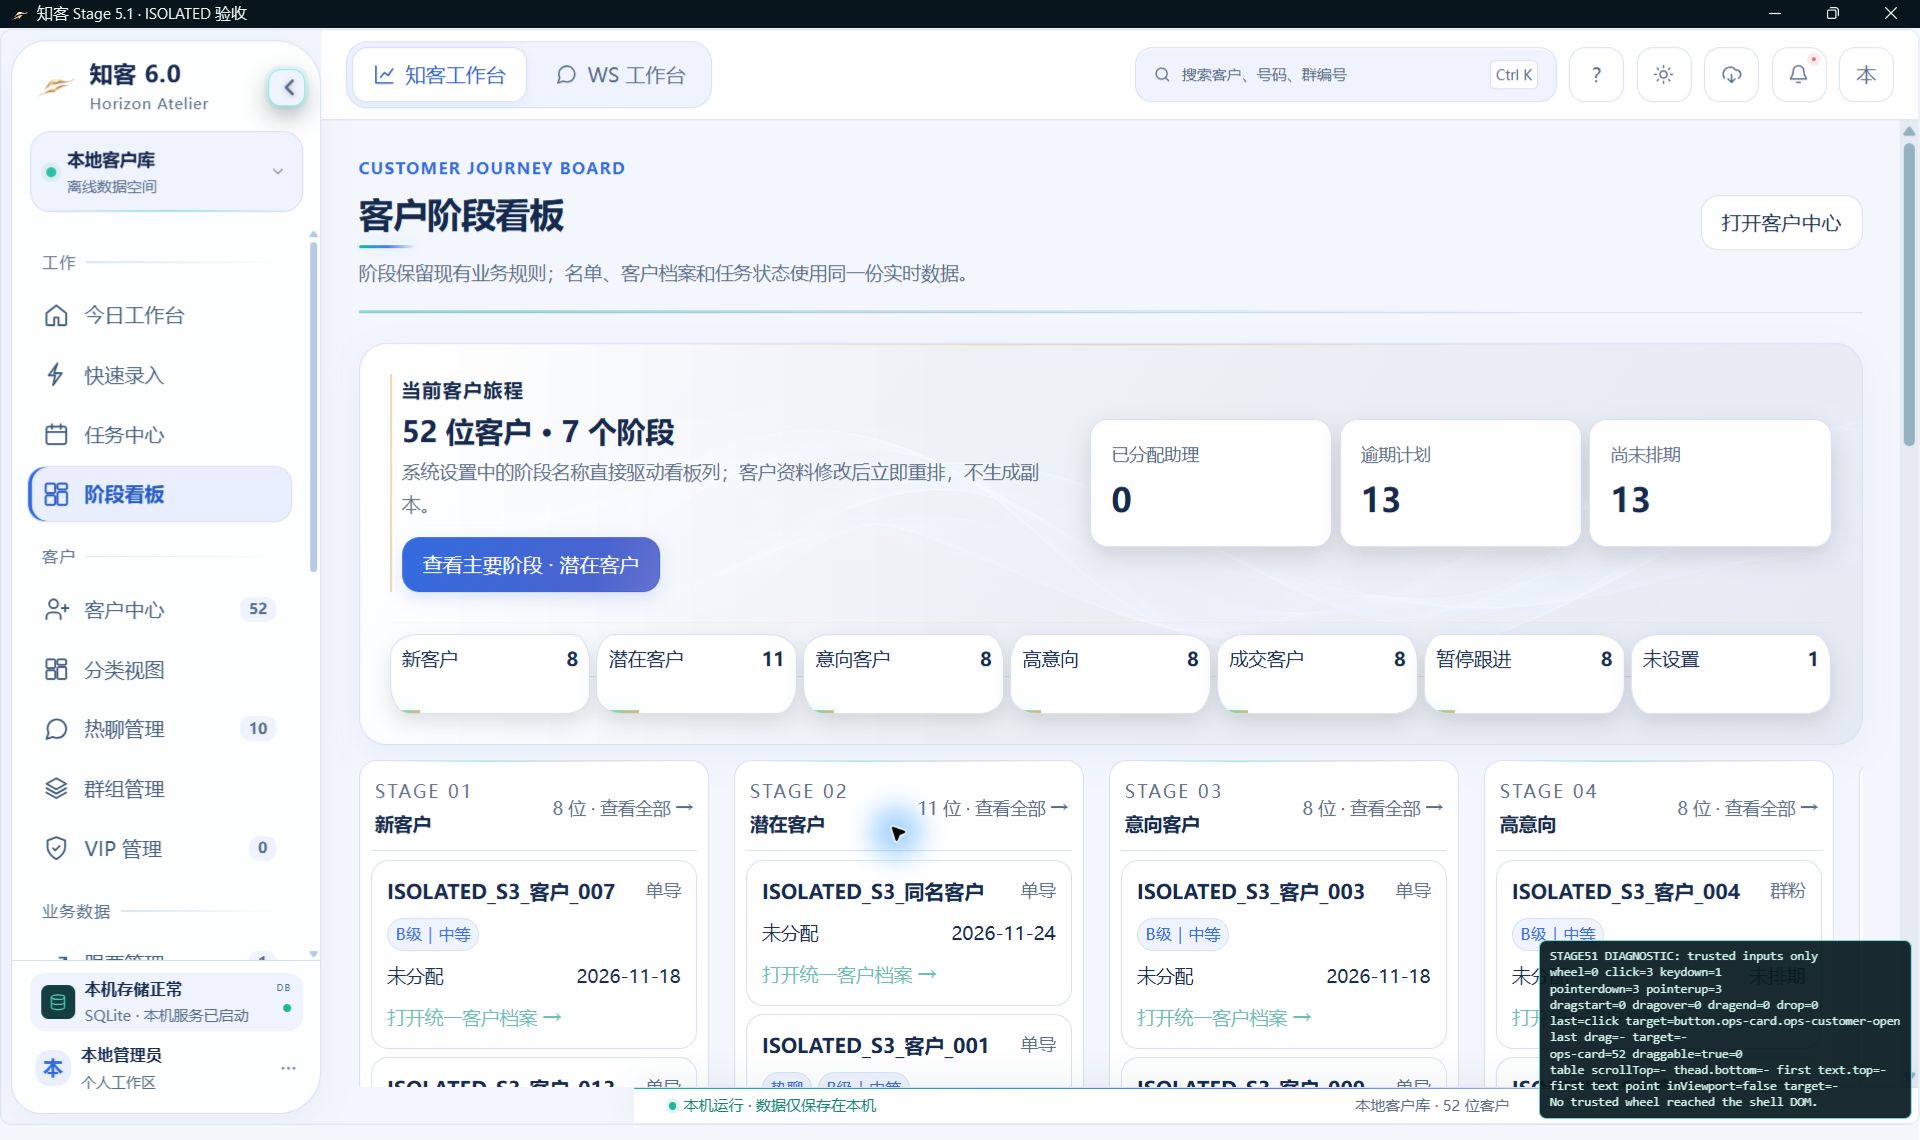 知客 Stage 5.1 · ISOLATED 验收
知客 6.0
Horizon Atelier
本地客户库
离线数据空间
工作
今日工作台
快速录入
任务中心
阶段看板
客户
客户中心 52
分类视图
热聊管理 10
群组管理
VIP 管理 0
业务数据
本机存储正常 DB
SQLite · 本机服务已启动
本 本地管理员
个人工作区
知客工作台 WS 工作台
搜索客户、号码、群编号 Ctrl K
? 本
CUSTOMER JOURNEY BOARD
客户阶段看板
打开客户中心
阶段保留现有业务规则；名单、客户档案和任务状态使用同一份实时数据。
当前客户旅程
52 位客户 • 7 个阶段
系统设置中的阶段名称直接驱动看板列；客户资料修改后立即重排，不生成副
本。
查看主要阶段 · 潜在客户
已分配助理
0
逾期计划
13
尚未排期
13
新客户 8
潜在客户 11
意向客户 8
高意向 8
成交客户 8
暂停跟进 8
未设置 1
STAGE 01
新客户
8 位 · 查看全部 →
ISOLATED_S3_客户_007 单导
B级 | 中等
未分配 2026-11-18
打开统一客户档案 →
STAGE 02
潜在客户
11 位 · 查看全部 →
ISOLATED_S3_同名客户 单导
未分配 2026-11-24
打开统一客户档案 →
ISOLATED_S3_客户_001 单导
STAGE 03
意向客户
8 位 · 查看全部 →
ISOLATED_S3_客户_003 单导
B级 | 中等
未分配 2026-11-18
打开统一客户档案 →
STAGE 04
高意向
8 位 · 查看全部 →
ISOLATED_S3_客户_004 群粉
B级 | 中等
STAGE51 DIAGNOSTIC: trusted inputs only
wheel=0 click=3 keydown=1
pointerdown=3 pointerup=3
dragstart=0 dragover=0 dragend=0 drop=0
last=click target=button.ops-card.ops-customer-open
last drag=- target=-
ops-card=52 draggable=true=0
table scrollTop=- thead.bottom=- first text.top=-
first text point inViewport=false target=-
No trusted wheel reached the shell DOM.
本机运行 · 数据仅保存在本机
本地客户库 · 52 位客户